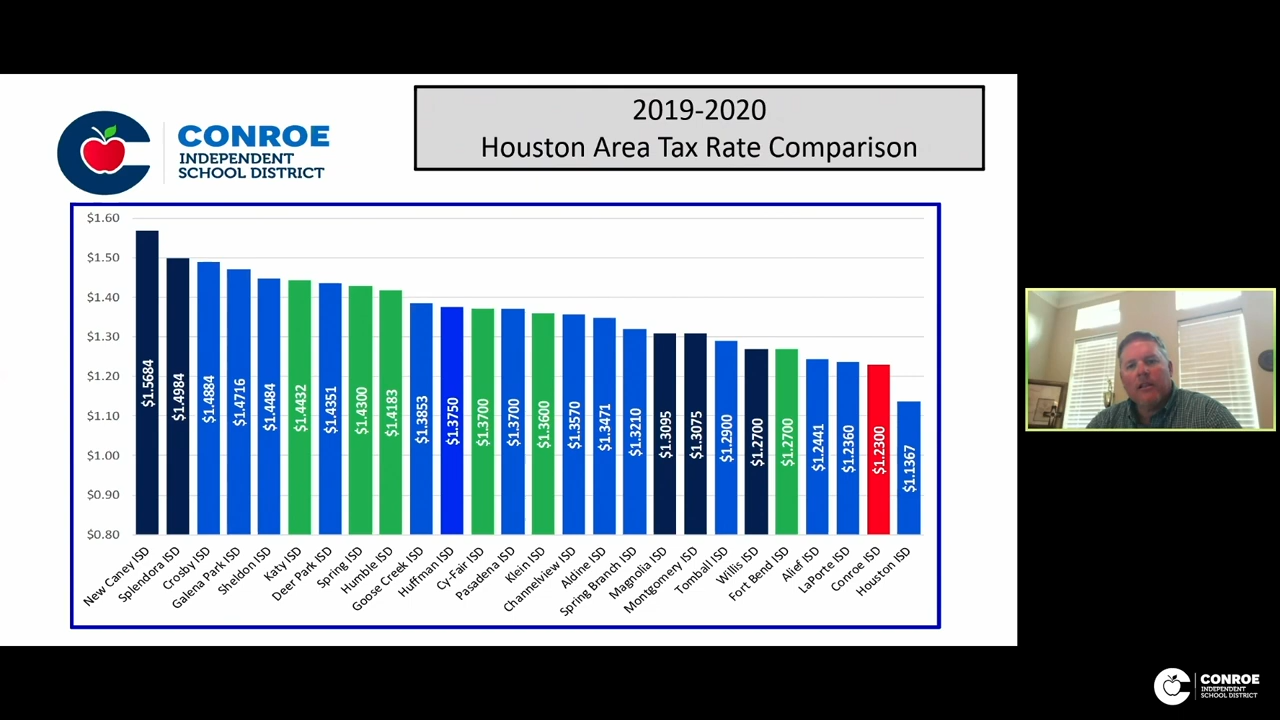 2019-2020
Houston Area Tax Rate Comparison
CONROE
INDEPENDENT
SCHOOL DISTRICT
$1.60
$1.50
$1.40
$1.30
$1.20
$1.10
$1.00
$0.90
$0.80
$1.5684
$1.4984
$1.4884
$1.4716
$1.4484
$1.4432
$1.4351
$1.4300
$1.4183
$1.3853
$1.3750
$1.3700
$1.3700
$1.3600
$1.3570
$1.3471
$1.3210
$1.3095
$1.3075
$1.2900
$1.2700
$1.2700
$1.2441
$1.2360
$1.2300
$1.1367
New Caney ISD
Splendora ISD
Crosby ISD
Galena Park ISD
Sheldon ISD
Katy ISD
Deer Park ISD
Spring ISD
Humble ISD
Goose Creek ISD
Huffman ISD
Cy-Fair ISD
Pasadena ISD
Klein ISD
Channelview ISD
Aldine ISD
Spring Branch ISD
Magnolia ISD
Montgomery ISD
Tomball ISD
Willis ISD
Fort Bend ISD
Alief ISD
LaPorte ISD
Conroe ISD
Houston ISD
CONROE
INDEPENDENT
SCHOOL DISTRICT